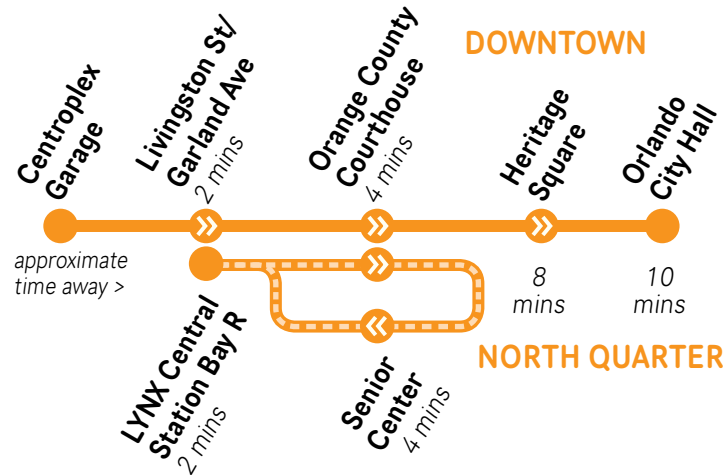 DOWNTOWN
Centroplex
Garage
Livingston St/
Garland Ave
2 mins
Orange County
Courthouse
4 mins
Heritage
Square
Orlando
City Hall
approximate
time away >
8
mins
10
mins
LYNX Central
Station Bay R
2 mins
Senior
Center
4 mins
NORTH QUARTER